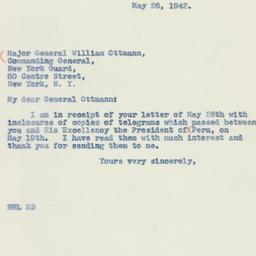 May 26, 1942.
Major General William Ottmann,
Commanding General,
New York Guard,
80 Centre Street,
New York, N. Y.
My dear General Ottmann:
I am in receipt of your letter of May 25th with
inclosures of copies of telegrams which passed between
you and His Excellency the President of Peru, on
May 19th. I have read them with much interest and
thank you for sending them to me.
Yours very sincerely,